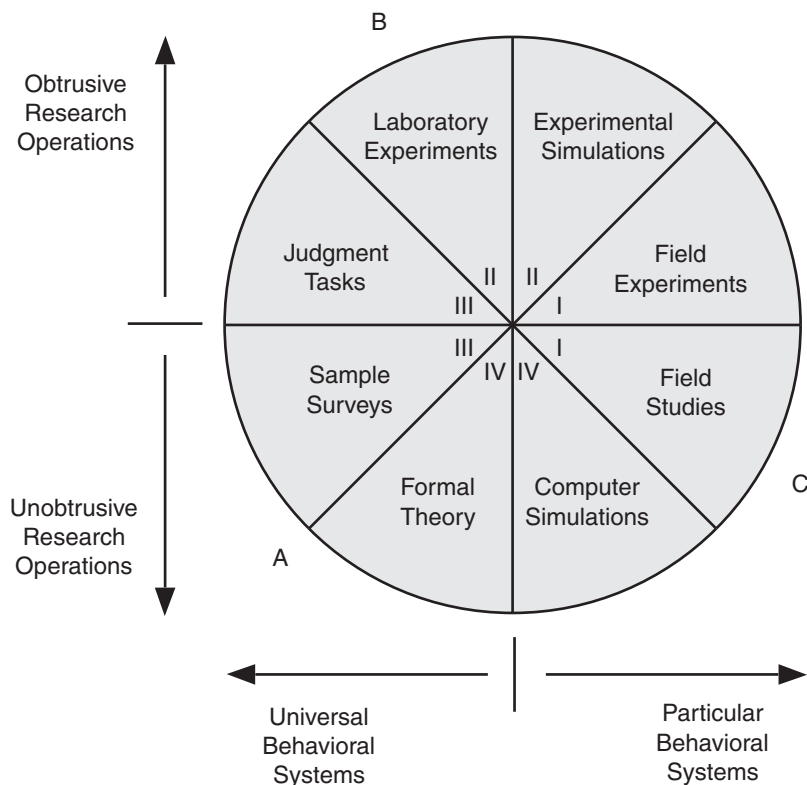 B
Obtrusive
Research
Operations
Laboratory
Experiments
Experimental
Simulations
Judgment
Tasks
Field
Experiments
II II
III I
III I
IV IV
Sample
Surveys
Field
Studies
Formal
Theory
Computer
Simulations
Unobtrusive
Research
Operations
A
C
Universal
Behavioral
Systems
Particular
Behavioral
Systems